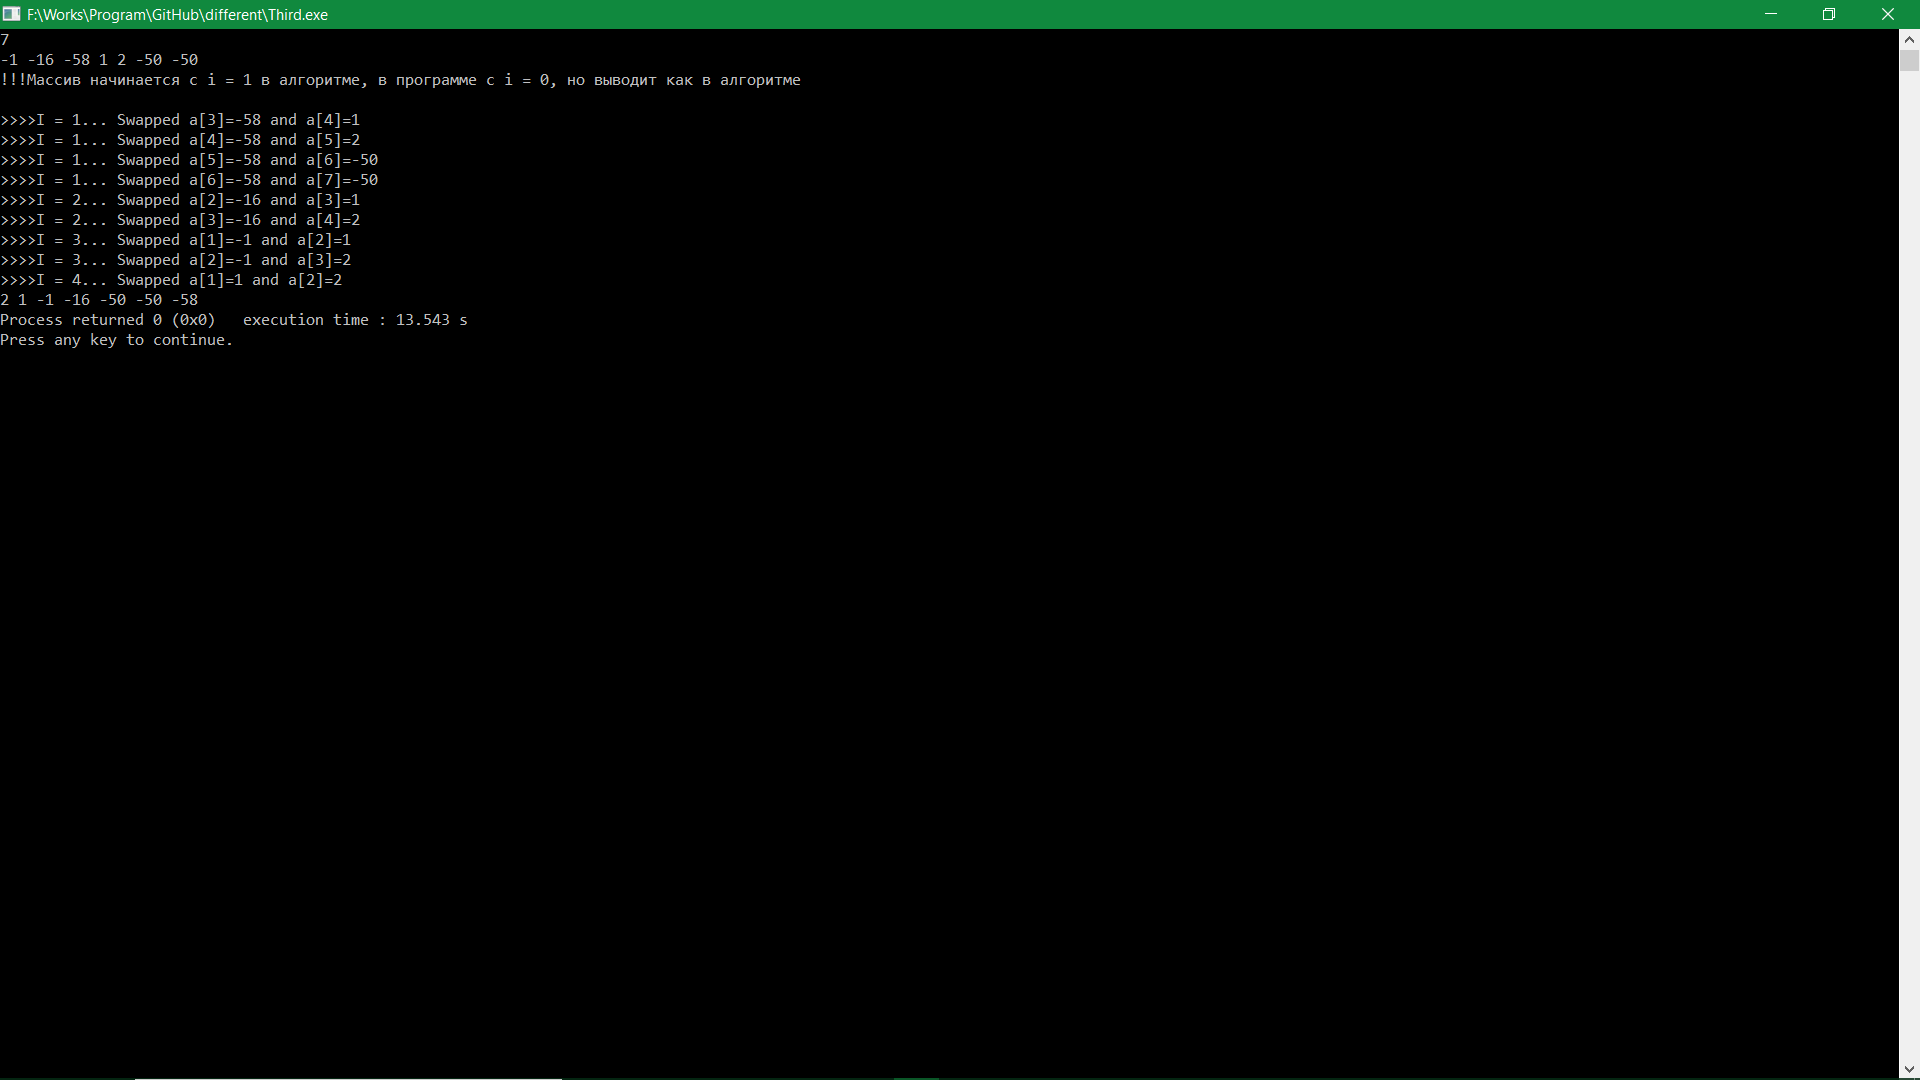 F:\Works\Program\GitHub\different\Third.exe
7
-1 -16 -58 1 2 -50 -50
!!!Массив начинается с i = 1 в алгоритме, в программе с i = 0, но выводит как в алгоритме
>>>>I = 1... Swapped a[3]=-58 and a[4]=1
>>>>I = 1... Swapped a[4]=-58 and a[5]=2
>>>>I = 1... Swapped a[5]=-58 and a[6]=-50
>>>>I = 1... Swapped a[6]=-58 and a[7]=-50
>>>>I = 2... Swapped a[2]=-16 and a[3]=1
>>>>I = 2... Swapped a[3]=-16 and a[4]=2
>>>>I = 3... Swapped a[1]=-1 and a[2]=1
>>>>I = 3... Swapped a[2]=-1 and a[3]=2
>>>>I = 4... Swapped a[1]=1 and a[2]=2
2 1 -1 -16 -50 -50 -58
Process returned 0 (0x0)   execution time : 13.543 s
Press any key to continue.